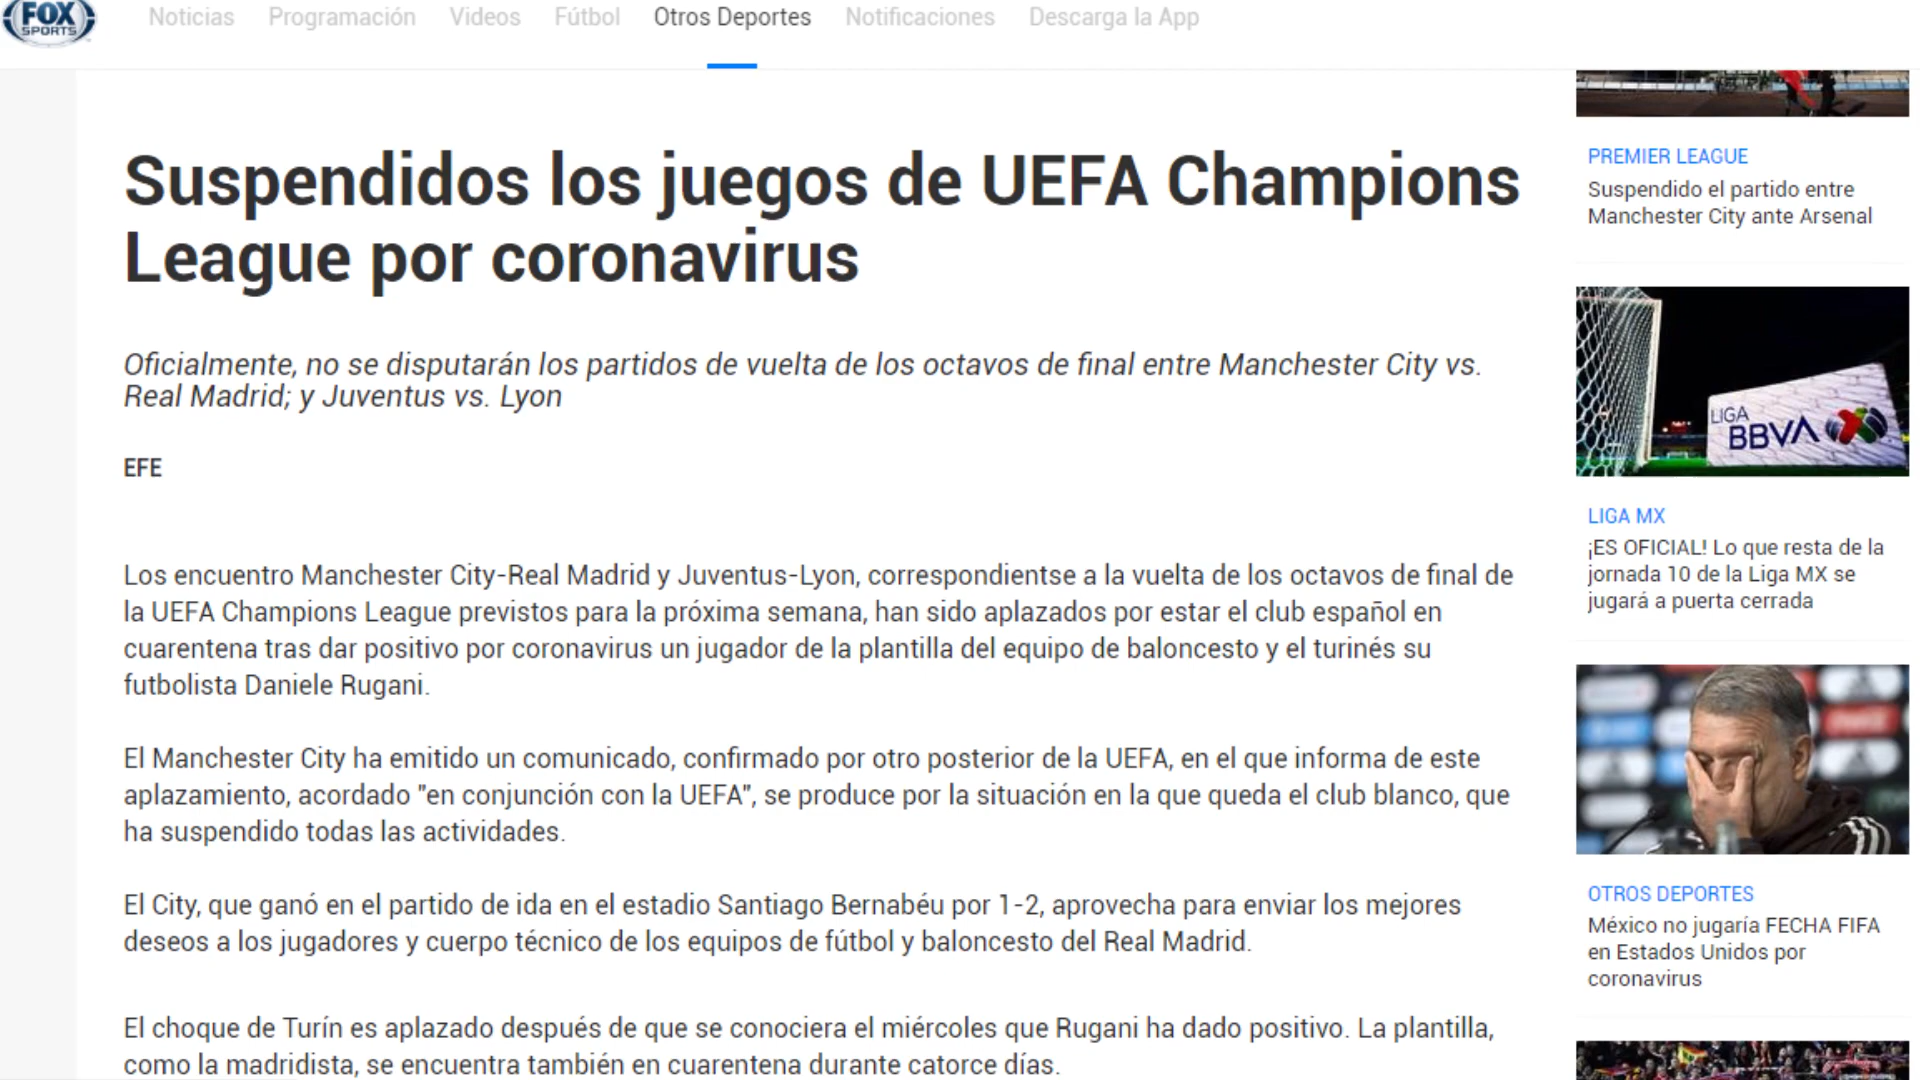 FOX
SPORTS
Noticias
Programación
Videos
Fútbol
Otros Deportes
Notificaciones
Descarga la App
Suspendidos los juegos de UEFA Champions
League por coronavirus
Oficialmente, no se disputarán los partidos de vuelta de los octavos de final entre Manchester City vs.
Real Madrid; y Juventus vs. Lyon
EFE
Los encuentro Manchester City-Real Madrid y Juventus-Lyon, correspondientse a la vuelta de los octavos de final de
la UEFA Champions League previstos para la próxima semana, han sido aplazados por estar el club español en
cuarentena tras dar positivo por coronavirus un jugador de la plantilla del equipo de baloncesto y el turinés su
futbolista Daniele Rugani.
El Manchester City ha emitido un comunicado, confirmado por otro posterior de la UEFA, en el que informa de este
aplazamiento, acordado "en conjunción con la UEFA", se produce por la situación en la que queda el club blanco, que
ha suspendido todas las actividades.
El City, que ganó en el partido de ida en el estadio Santiago Bernabéu por 1-2, aprovecha para enviar los mejores
deseos a los jugadores y cuerpo técnico de los equipos de fútbol y baloncesto del Real Madrid.
El choque de Turín es aplazado después de que se conociera el miércoles que Rugani ha dado positivo. La plantilla,
como la madridista, se encuentra también en cuarentena durante catorce días.
PREMIER LEAGUE
Suspendido el partido entre
Manchester City ante Arsenal
LIGA
BBVA
LIGA MX
¡ES OFICIAL! Lo que resta de la
jornada 10 de la Liga MX se
jugará a puerta cerrada
OTROS DEPORTES
México no jugaría FECHA FIFA
en Estados Unidos por
coronavirus